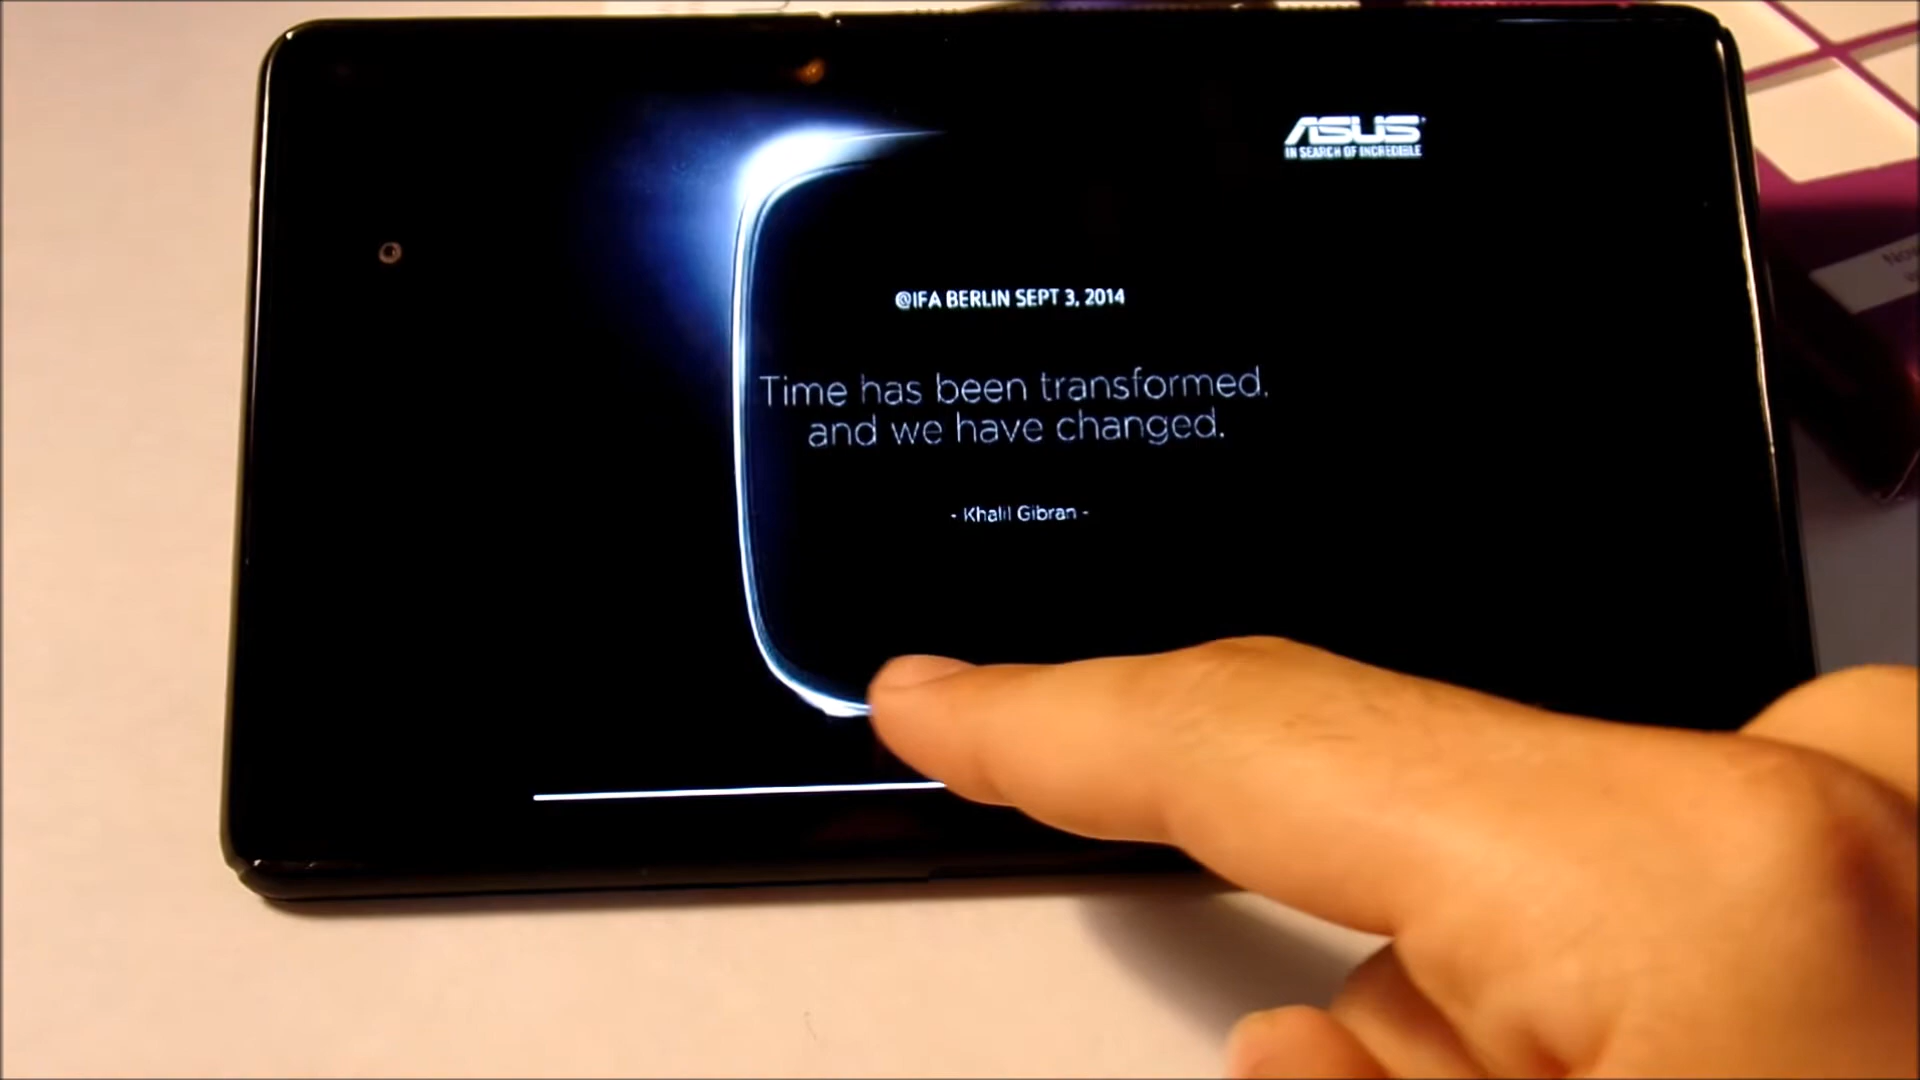 ASUS
IN SEARCH OF INCREDIBLE
@IFA BERLIN SEPT 3, 2014
Time has been transformed,
and we have changed.
- Khalil Gibran -